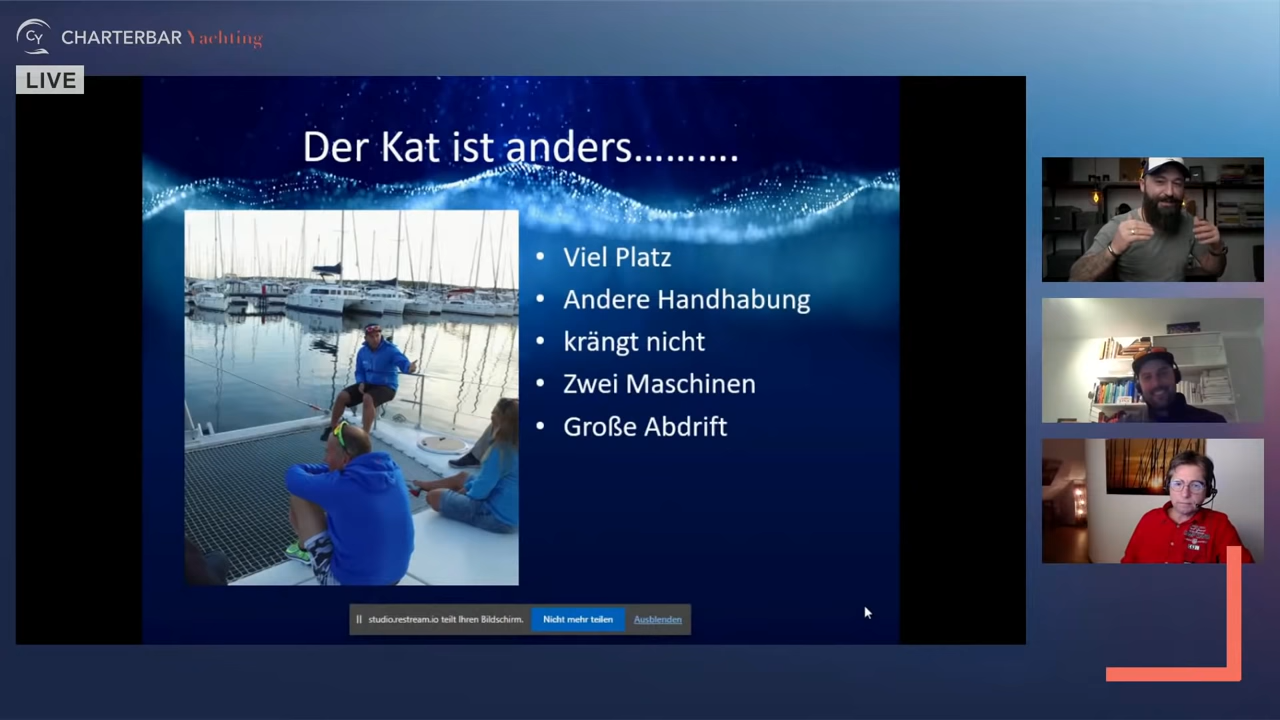 CY CHARTERBAR Yachting
LIVE
Der Kat ist anders..........
• Viel Platz
• Andere Handhabung
• krängt nicht
• Zwei Maschinen
• Große Abdrift
studio.restream.io teilt Ihren Bildschirm. Nicht mehr teilen Ausblenden